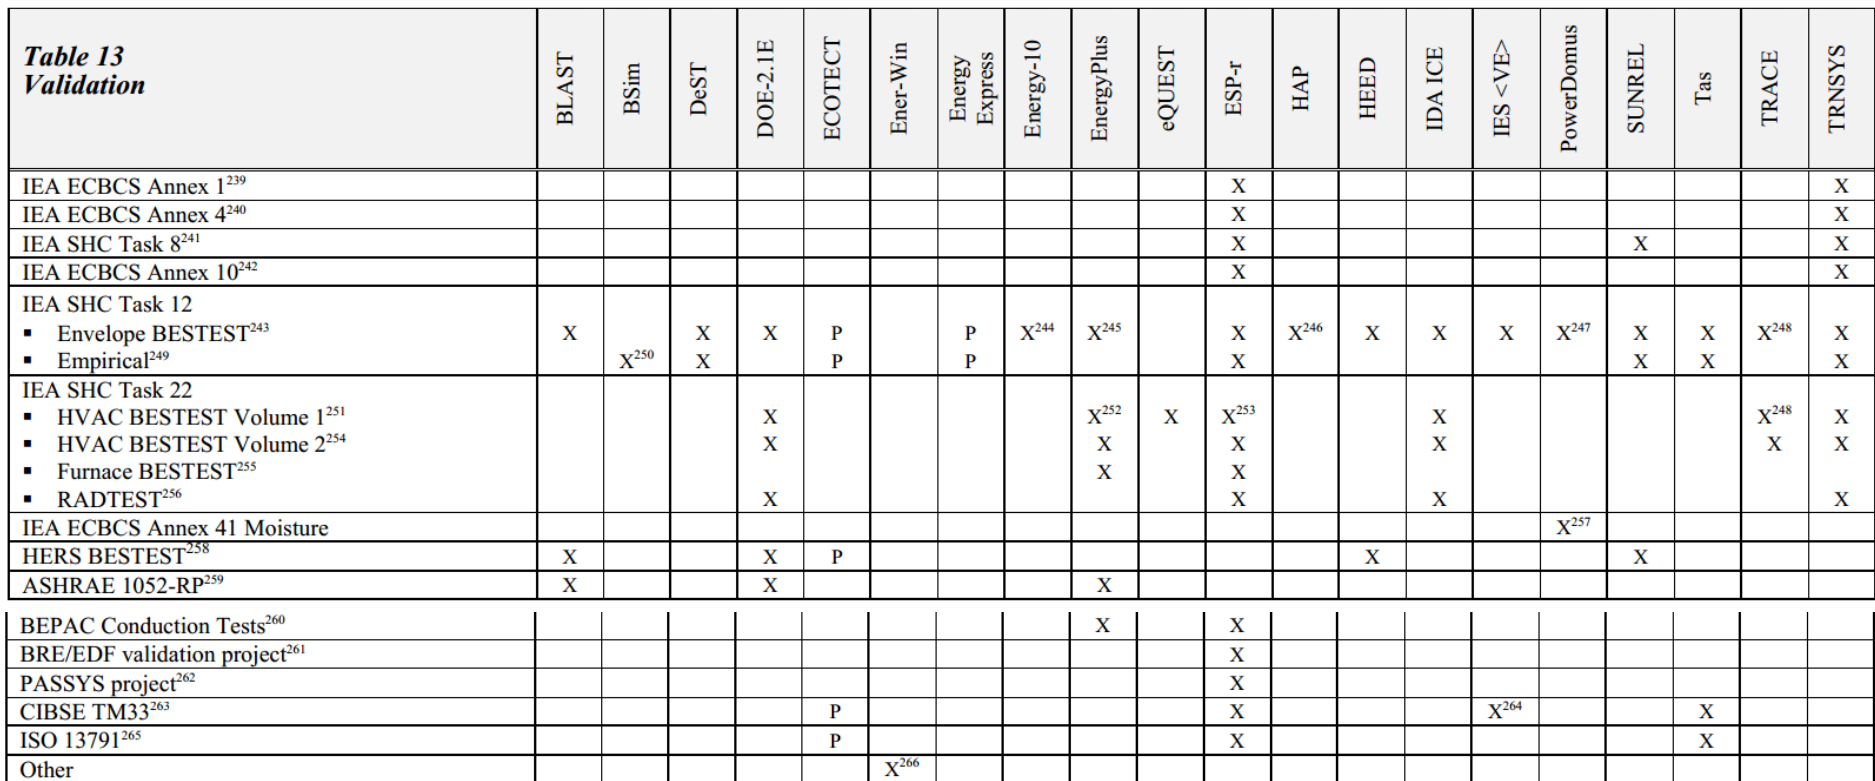 Table 13
Validation
BLAST
BSim
DeST
DOE-2.1E
ECOTECT
Ener-Win
Energy
Express
Energy-10
EnergyPlus
eQUEST
ESP-r
HAP
HEED
IDA ICE
IES <VE>
PowerDomus
SUNREL
Tas
TRACE
TRNSYS
IEA ECBCS Annex 1²³⁹ X X
IEA ECBCS Annex 4²⁴⁰ X X
IEA SHC Task 8²⁴¹ X X X
IEA ECBCS Annex 10²⁴² X X
IEA SHC Task 12
▪ Envelope BESTEST²⁴³ X X X P P X²⁴⁴ X²⁴⁵ X X²⁴⁶ X X X X²⁴⁷ X X X²⁴⁸ X
▪ Empirical²⁴⁹ X²⁵⁰ X P P X X X X
IEA SHC Task 22
▪ HVAC BESTEST Volume 1²⁵¹ X X²⁵² X X²⁵³ X X²⁴⁸ X
▪ HVAC BESTEST Volume 2²⁵⁴ X X X X X X
▪ Furnace BESTEST²⁵⁵ X X
▪ RADTEST²⁵⁶ X X X X
IEA ECBCS Annex 41 Moisture X²⁵⁷
HERS BESTEST²⁵⁸ X X P X X
ASHRAE 1052-RP²⁵⁹ X X X
BEPAC Conduction Tests²⁶⁰ X X
BRE/EDF validation project²⁶¹ X
PASSYS project²⁶² X
CIBSE TM33²⁶³ P X X²⁶⁴ X
ISO 13791²⁶⁵ P X X
Other X²⁶⁶